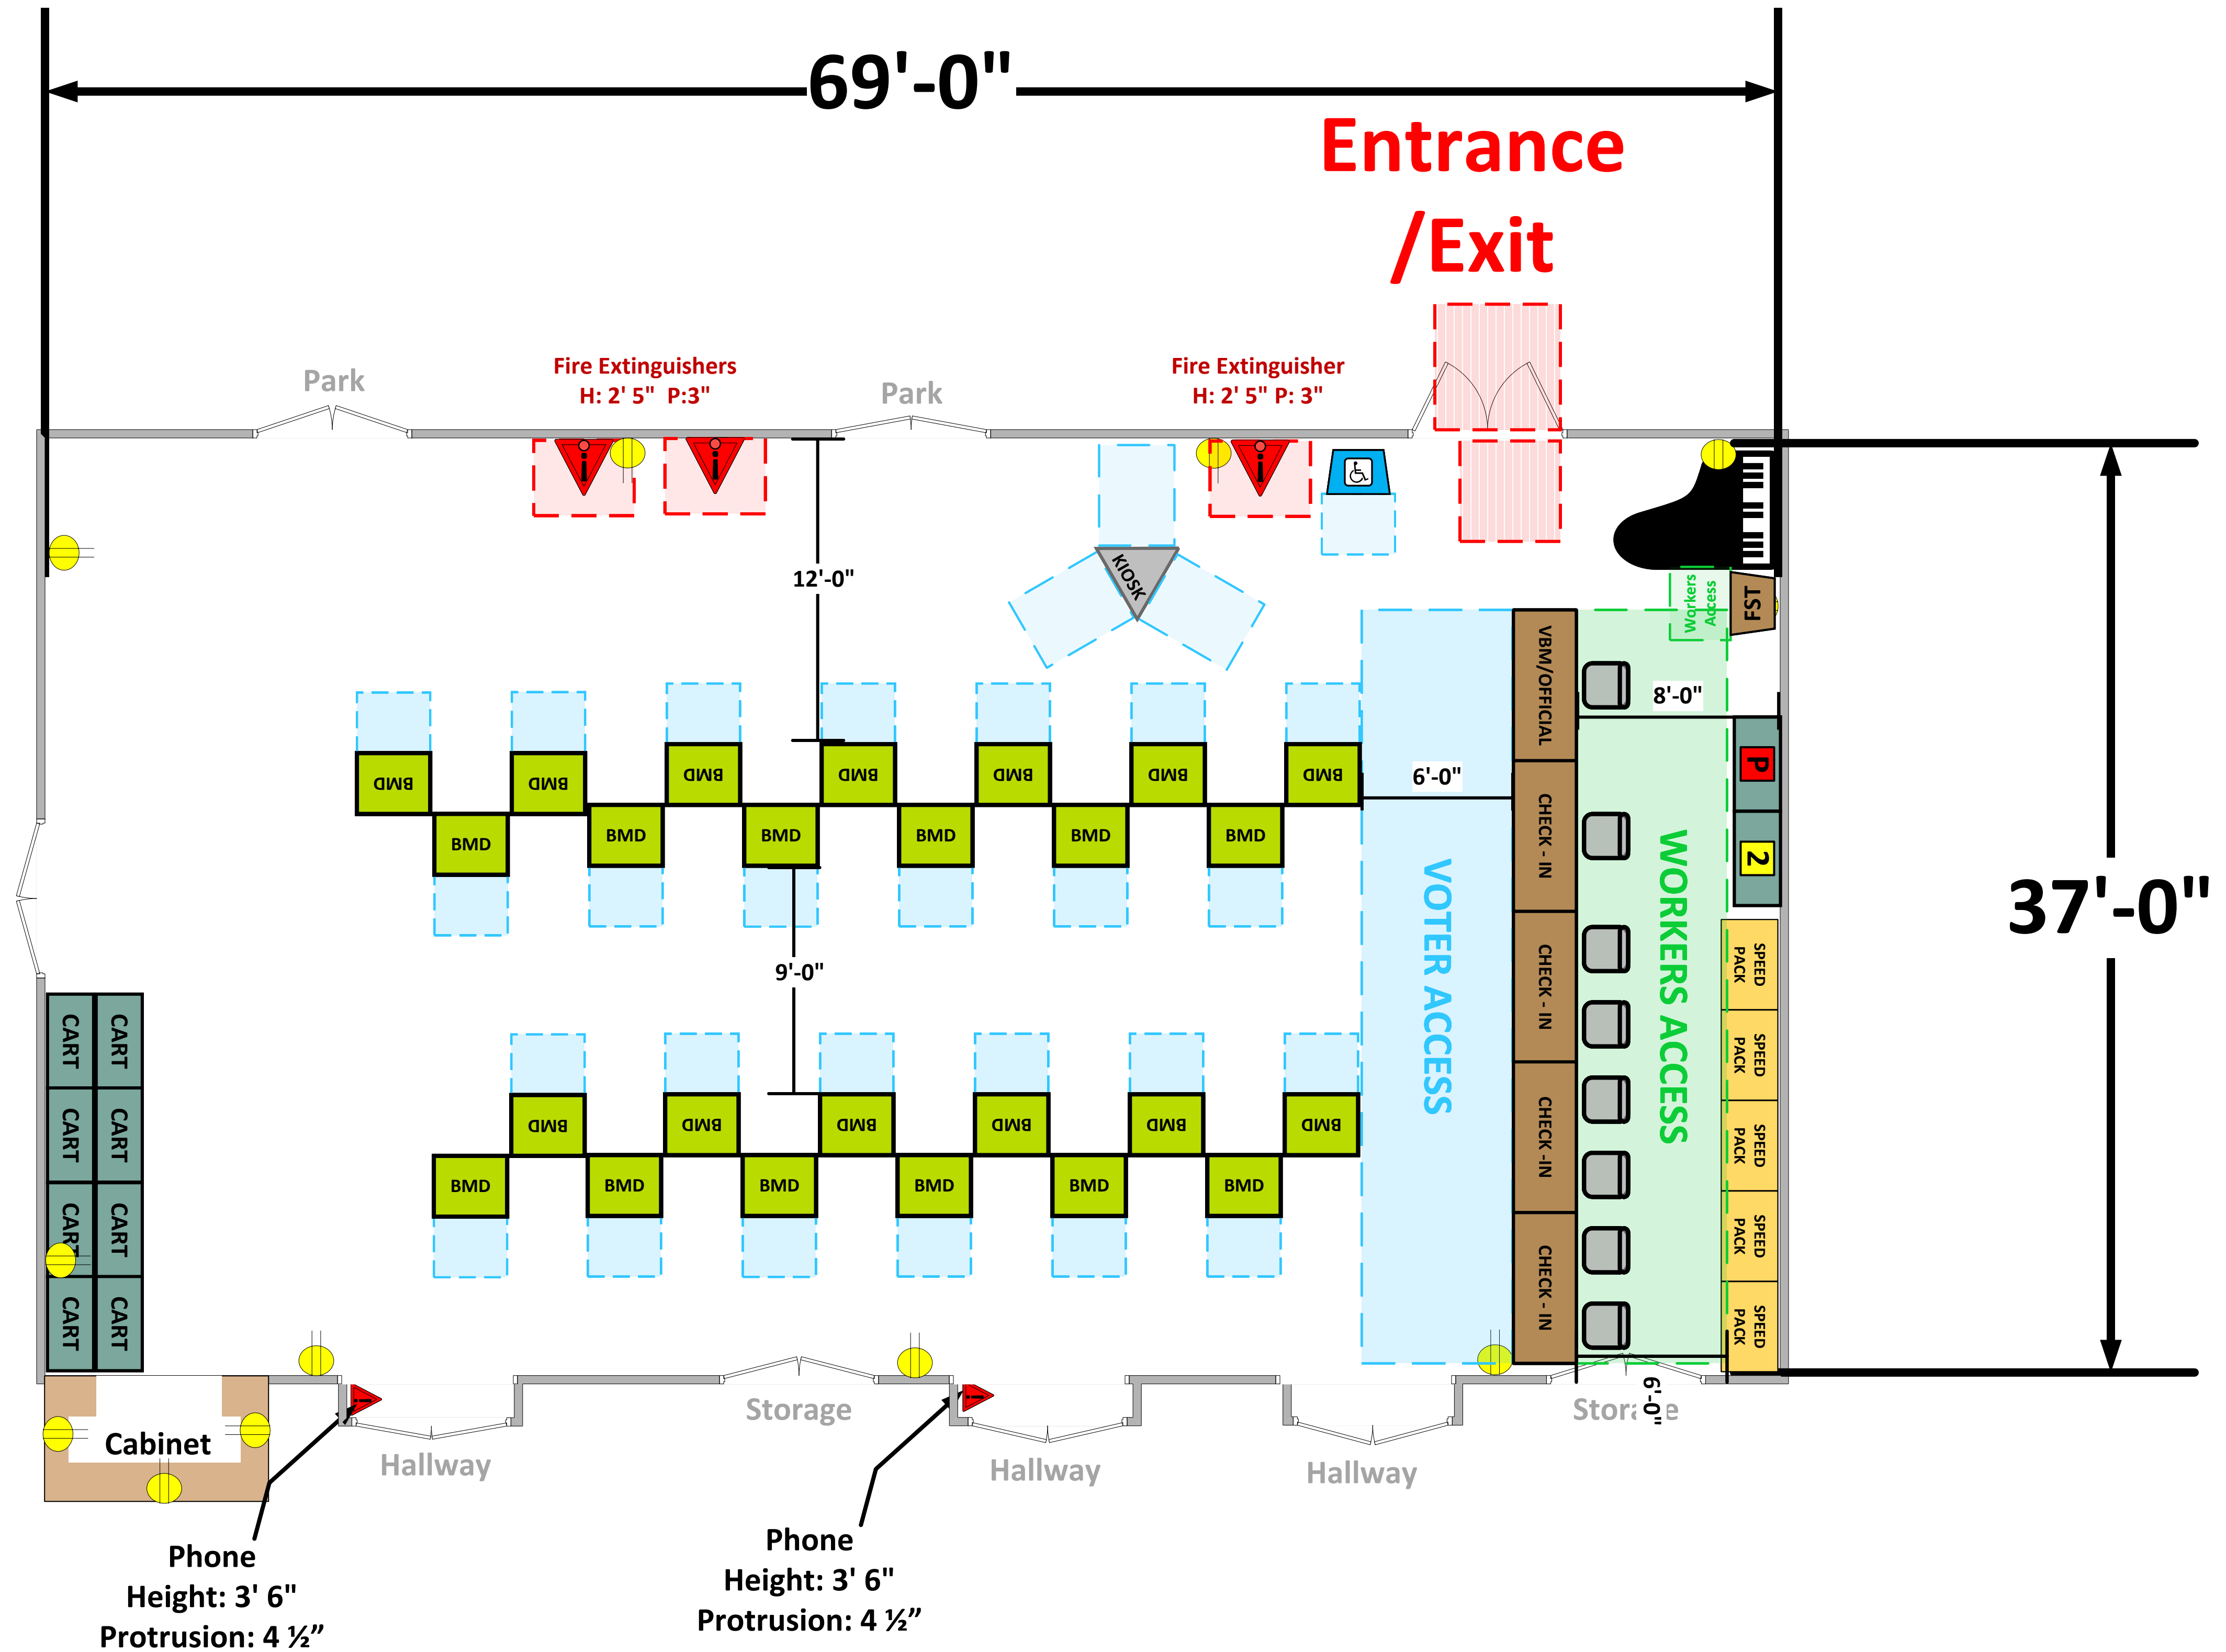 69'-0"
Entrance
/Exit
Park
Fire Extinguishers
H: 2' 5" P:3"
Park
Fire Extinguisher
H: 2' 5" P: 3"
12'-0"
KIOSK
Workers
Access
FST
VBM/OFFICIAL
8'-0"
P
2
6'-0"
BMD
BMD
BMD
BMD
BMD
BMD
BMD
BMD
BMD
BMD
BMD
BMD
BMD
CHECK - IN
CHECK - IN
CHECK -IN
CHECK - IN
VOTER ACCESS
WORKERS ACCESS
37'-0"
9'-0"
SPEED
PACK
SPEED
PACK
SPEED
PACK
SPEED
PACK
SPEED
PACK
CART
CART
CART
CART
CART
CART
CART
CART
BMD
BMD
BMD
BMD
BMD
BMD
BMD
BMD
BMD
BMD
BMD
BMD
6'-0"
Storage
Storage
Cabinet
Hallway
Hallway
Hallway
Phone
Height: 3' 6"
Protrusion: 4 ½”
Phone
Height: 3' 6"
Protrusion: 4 ½”